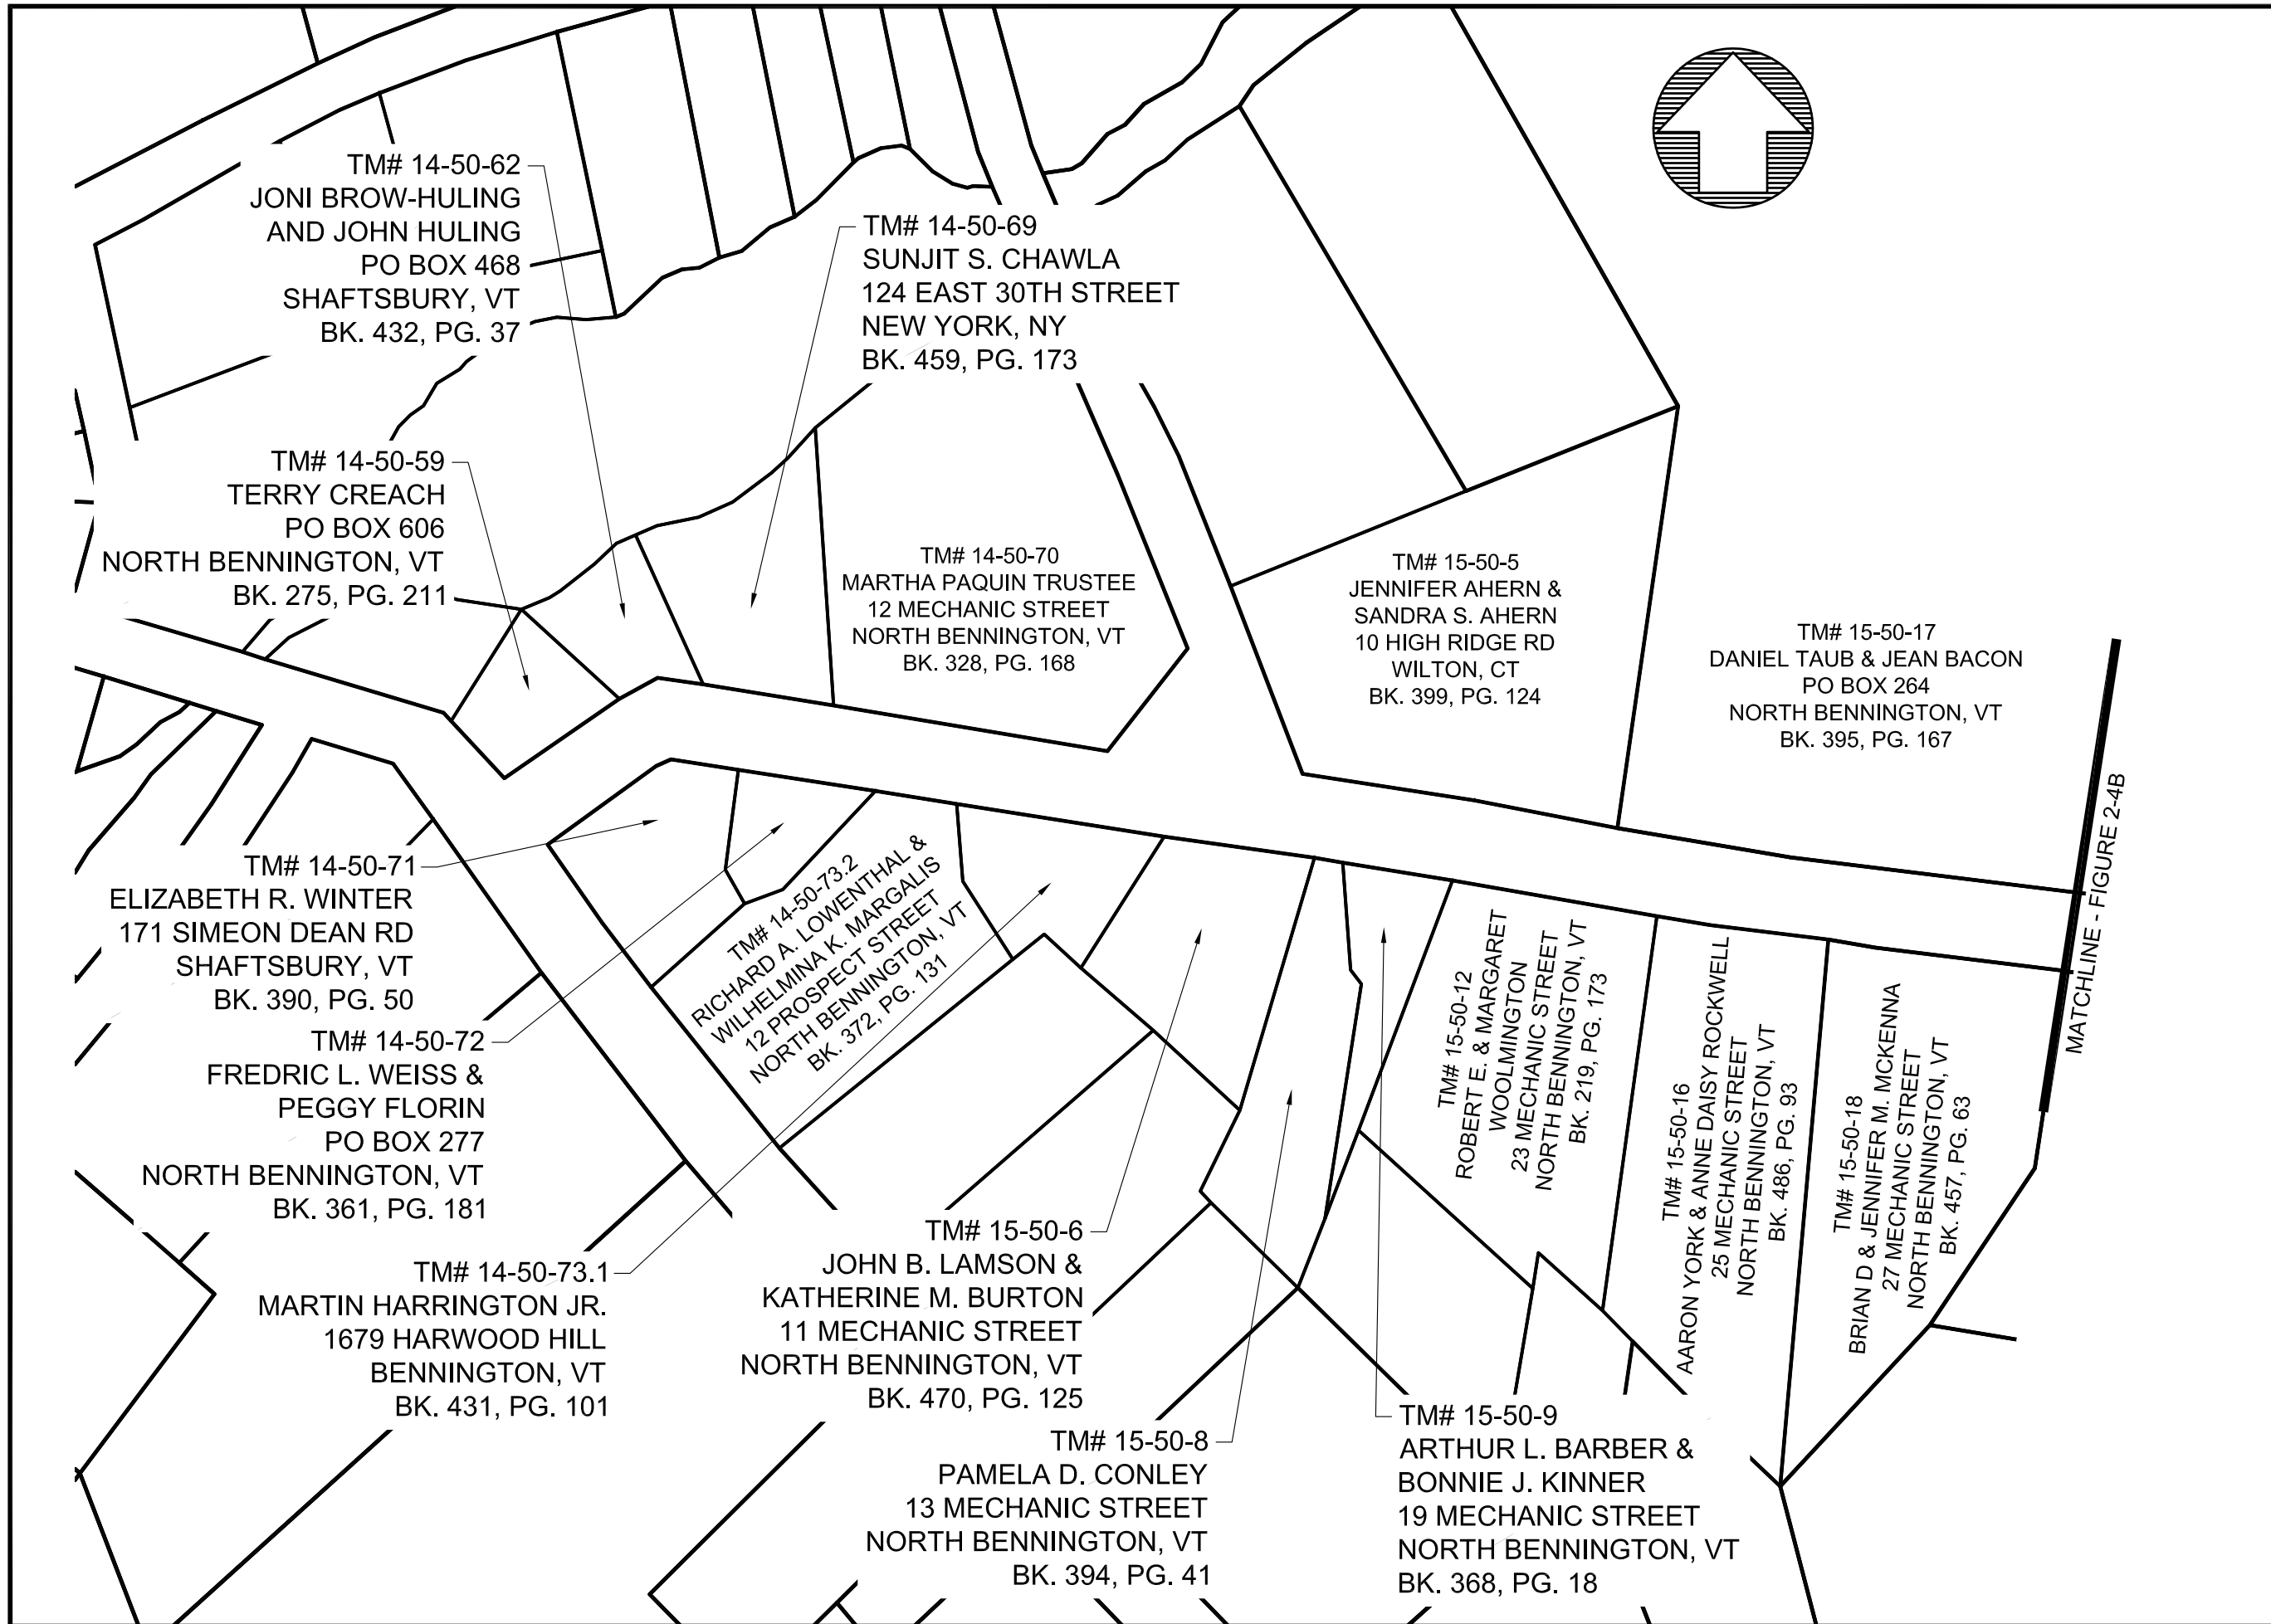 TM# 14-50-62
JONI BROW-HULING
AND JOHN HULING
PO BOX 468
SHAFTSBURY, VT
BK. 432, PG. 37
TM# 14-50-69
SUNJIT S. CHAWLA
124 EAST 30TH STREET
NEW YORK, NY
BK. 459, PG. 173
TM# 14-50-59
TERRY CREACH
PO BOX 606
NORTH BENNINGTON, VT
BK. 275, PG. 211
TM# 14-50-70
MARTHA PAQUIN TRUSTEE
12 MECHANIC STREET
NORTH BENNINGTON, VT
BK. 328, PG. 168
TM# 15-50-5
JENNIFER AHERN &
SANDRA S. AHERN
10 HIGH RIDGE RD
WILTON, CT
BK. 399, PG. 124
TM# 15-50-17
DANIEL TAUB & JEAN BACON
PO BOX 264
NORTH BENNINGTON, VT
BK. 395, PG. 167
MATCHLINE - FIGURE 2-4B
TM# 14-50-71
ELIZABETH R. WINTER
171 SIMEON DEAN RD
SHAFTSBURY, VT
BK. 390, PG. 50
TM# 14-50-72
FREDRIC L. WEISS &
PEGGY FLORIN
PO BOX 277
NORTH BENNINGTON, VT
BK. 361, PG. 181
TM# 14-50-73.2
RICHARD A. LOWENTHAL &
WILHELMINA K. MARGALIS
12 PROSPECT STREET
NORTH BENNINGTON, VT
BK. 372, PG. 131
TM# 15-50-12
ROBERT E. & MARGARET
WOOLMINGTON
23 MECHANIC STREET
NORTH BENNINGTON, VT
BK. 219, PG. 173
TM# 15-50-16
AARON YORK & ANNE DAISY ROCKWELL
25 MECHANIC STREET
NORTH BENNINGTON, VT
BK. 486, PG. 93
TM# 15-50-18
BRIAN D & JENNIFER M. MCKENNA
27 MECHANIC STREET
NORTH BENNINGTON, VT
BK. 457, PG. 63
TM# 14-50-73.1
MARTIN HARRINGTON JR.
1679 HARWOOD HILL
BENNINGTON, VT
BK. 431, PG. 101
TM# 15-50-6
JOHN B. LAMSON &
KATHERINE M. BURTON
11 MECHANIC STREET
NORTH BENNINGTON, VT
BK. 470, PG. 125
TM# 15-50-8
PAMELA D. CONLEY
13 MECHANIC STREET
NORTH BENNINGTON, VT
BK. 394, PG. 41
TM# 15-50-9
ARTHUR L. BARBER &
BONNIE J. KINNER
19 MECHANIC STREET
NORTH BENNINGTON, VT
BK. 368, PG. 18